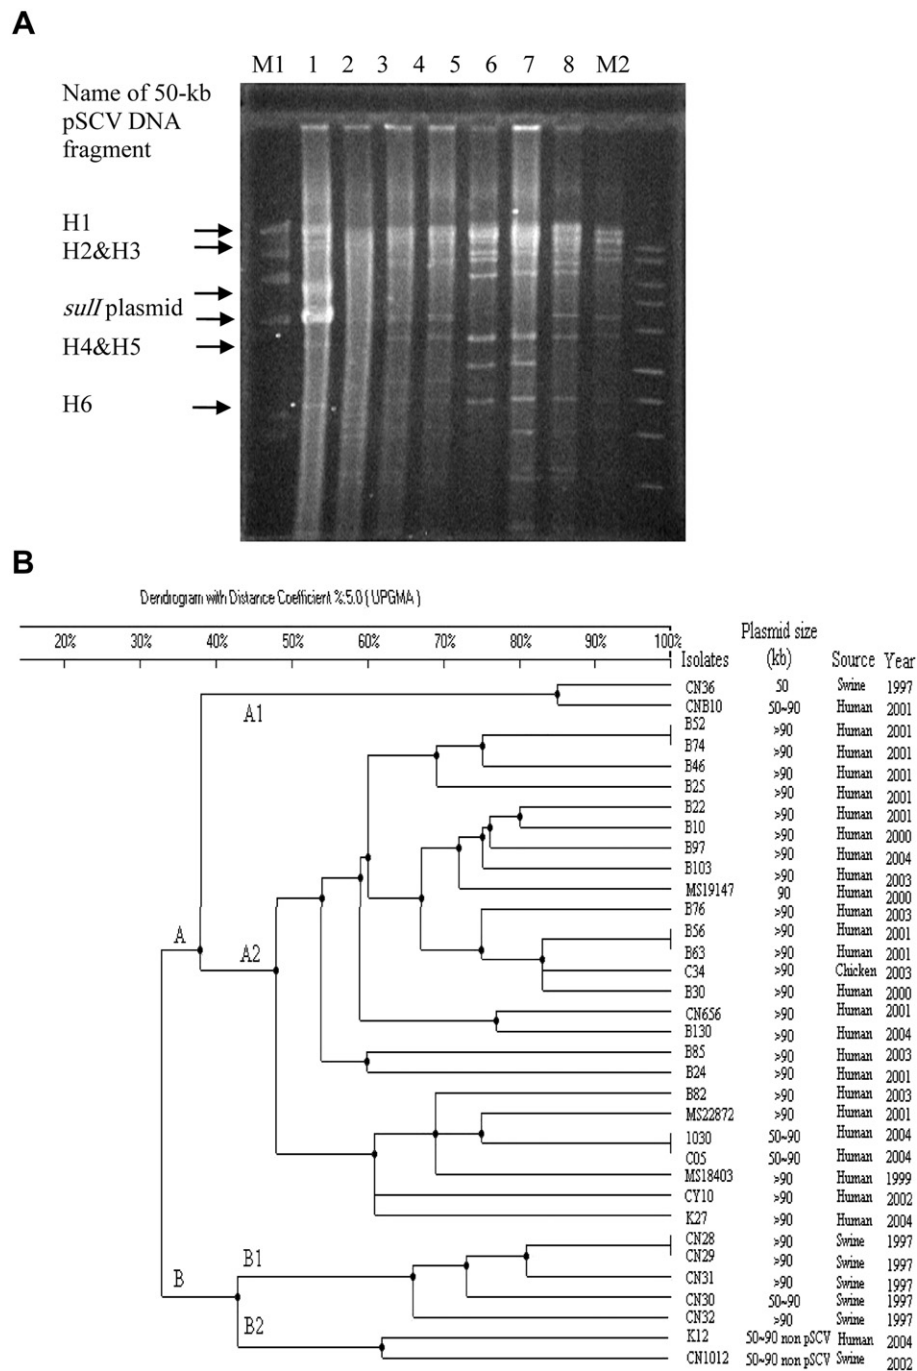 A
M1 1 2 3 4 5 6 7 8 M2
Name of 50-kb
pSCV DNA
fragment
H1
H2&H3
sulI plasmid
H4&H5
H6
B
Dendrogram with Distance Coefficient %:5.0 ( UPGMA )
20% 30% 40% 50% 60% 70% 80% 90% 100%
Plasmid size
Isolates (kb) Source Year
CN36 50 Swine 1997
A1
CNB10 50~90 Human 2001
B52 >90 Human 2001
B74 >90 Human 2001
B46 >90 Human 2001
B25 >90 Human 2001
B22 >90 Human 2001
B10 >90 Human 2000
B97 >90 Human 2004
B103 >90 Human 2003
MS19147 90 Human 2000
B76 >90 Human 2003
B56 >90 Human 2001
A
B63 >90 Human 2001
A2
C34 >90 Chicken 2003
B30 >90 Human 2000
CN656 >90 Human 2001
B130 >90 Human 2004
B85 >90 Human 2003
B24 >90 Human 2001
B82 >90 Human 2003
MS22872 >90 Human 2001
1030 50~90 Human 2004
C05 50~90 Human 2004
MS18403 >90 Human 1999
CY10 >90 Human 2002
K27 >90 Human 2004
CN28 >90 Swine 1997
B1
CN29 >90 Swine 1997
B
CN31 >90 Swine 1997
CN30 50~90 Swine 1997
CN32 >90 Swine 1997
B2
K12 50~90 non pSCV Human 2004
CN1012 50~90 non pSCV Swine 2002